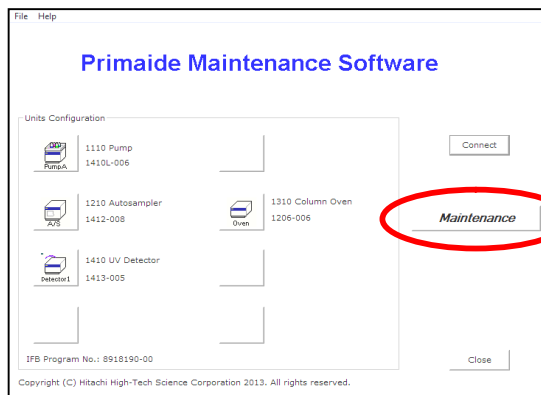 File Help
Primaide Maintenance Software
Units Configuration
PumpA
1110 Pump
1410L-006
Connect
A/S
1210 Autosampler
1412-008
Oven
1310 Column Oven
1206-006
Maintenance
Detector1
1410 UV Detector
1413-005
IFB Program No.: 8918190-00
Close
Copyright (C) Hitachi High-Tech Science Corporation 2013. All rights reserved.